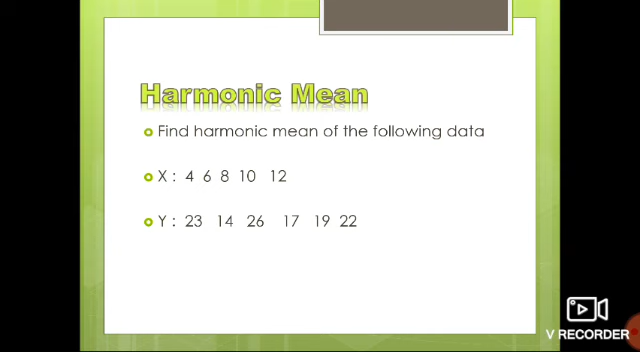 Harmonic Mean
Find harmonic mean of the following data
X : 4 6 8 10 12
Y : 23 14 26 17 19 22
V RECORDER